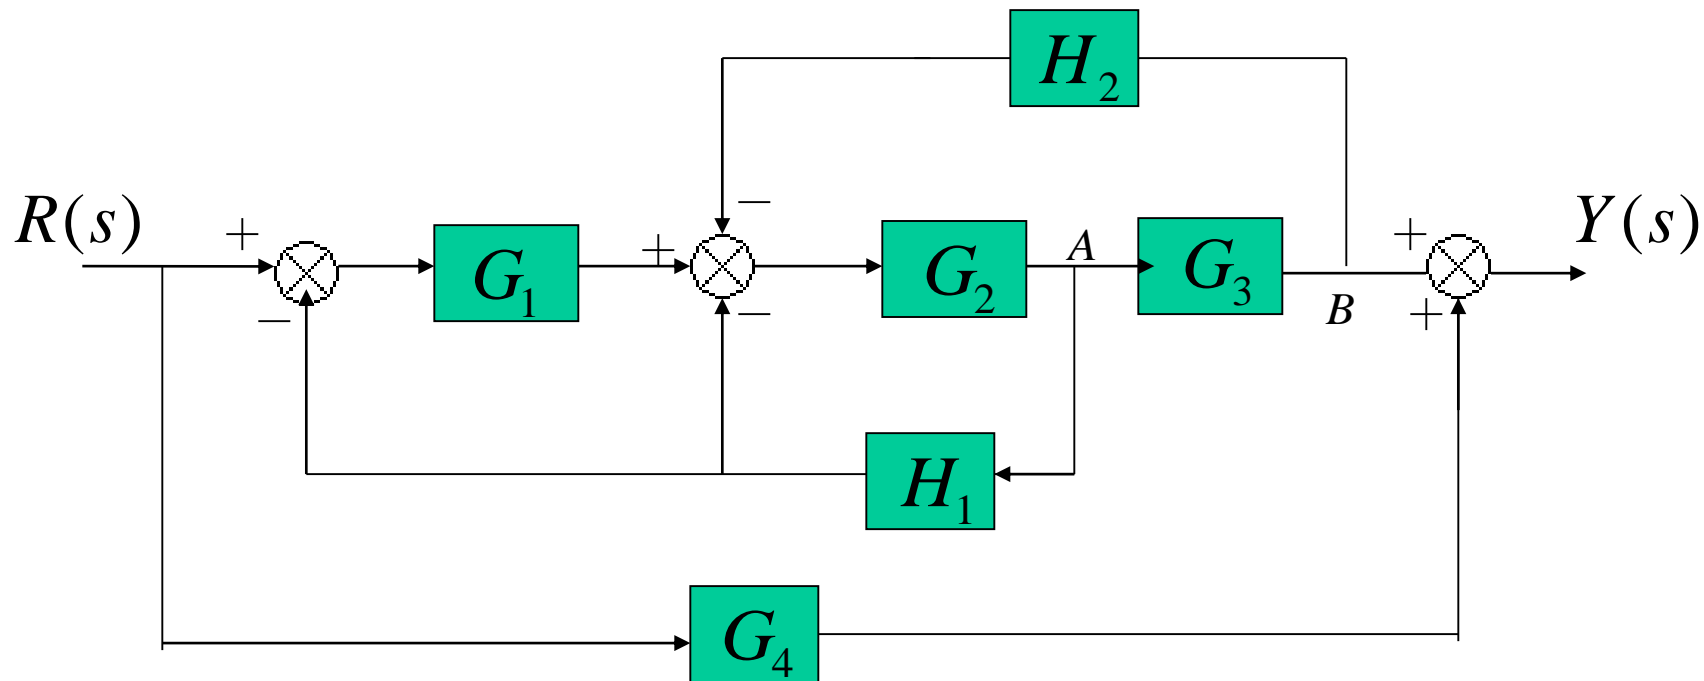 H₂
R(s) + − G₁ + − − G₂ A G₃ B + + Y(s)
H₁
G₄